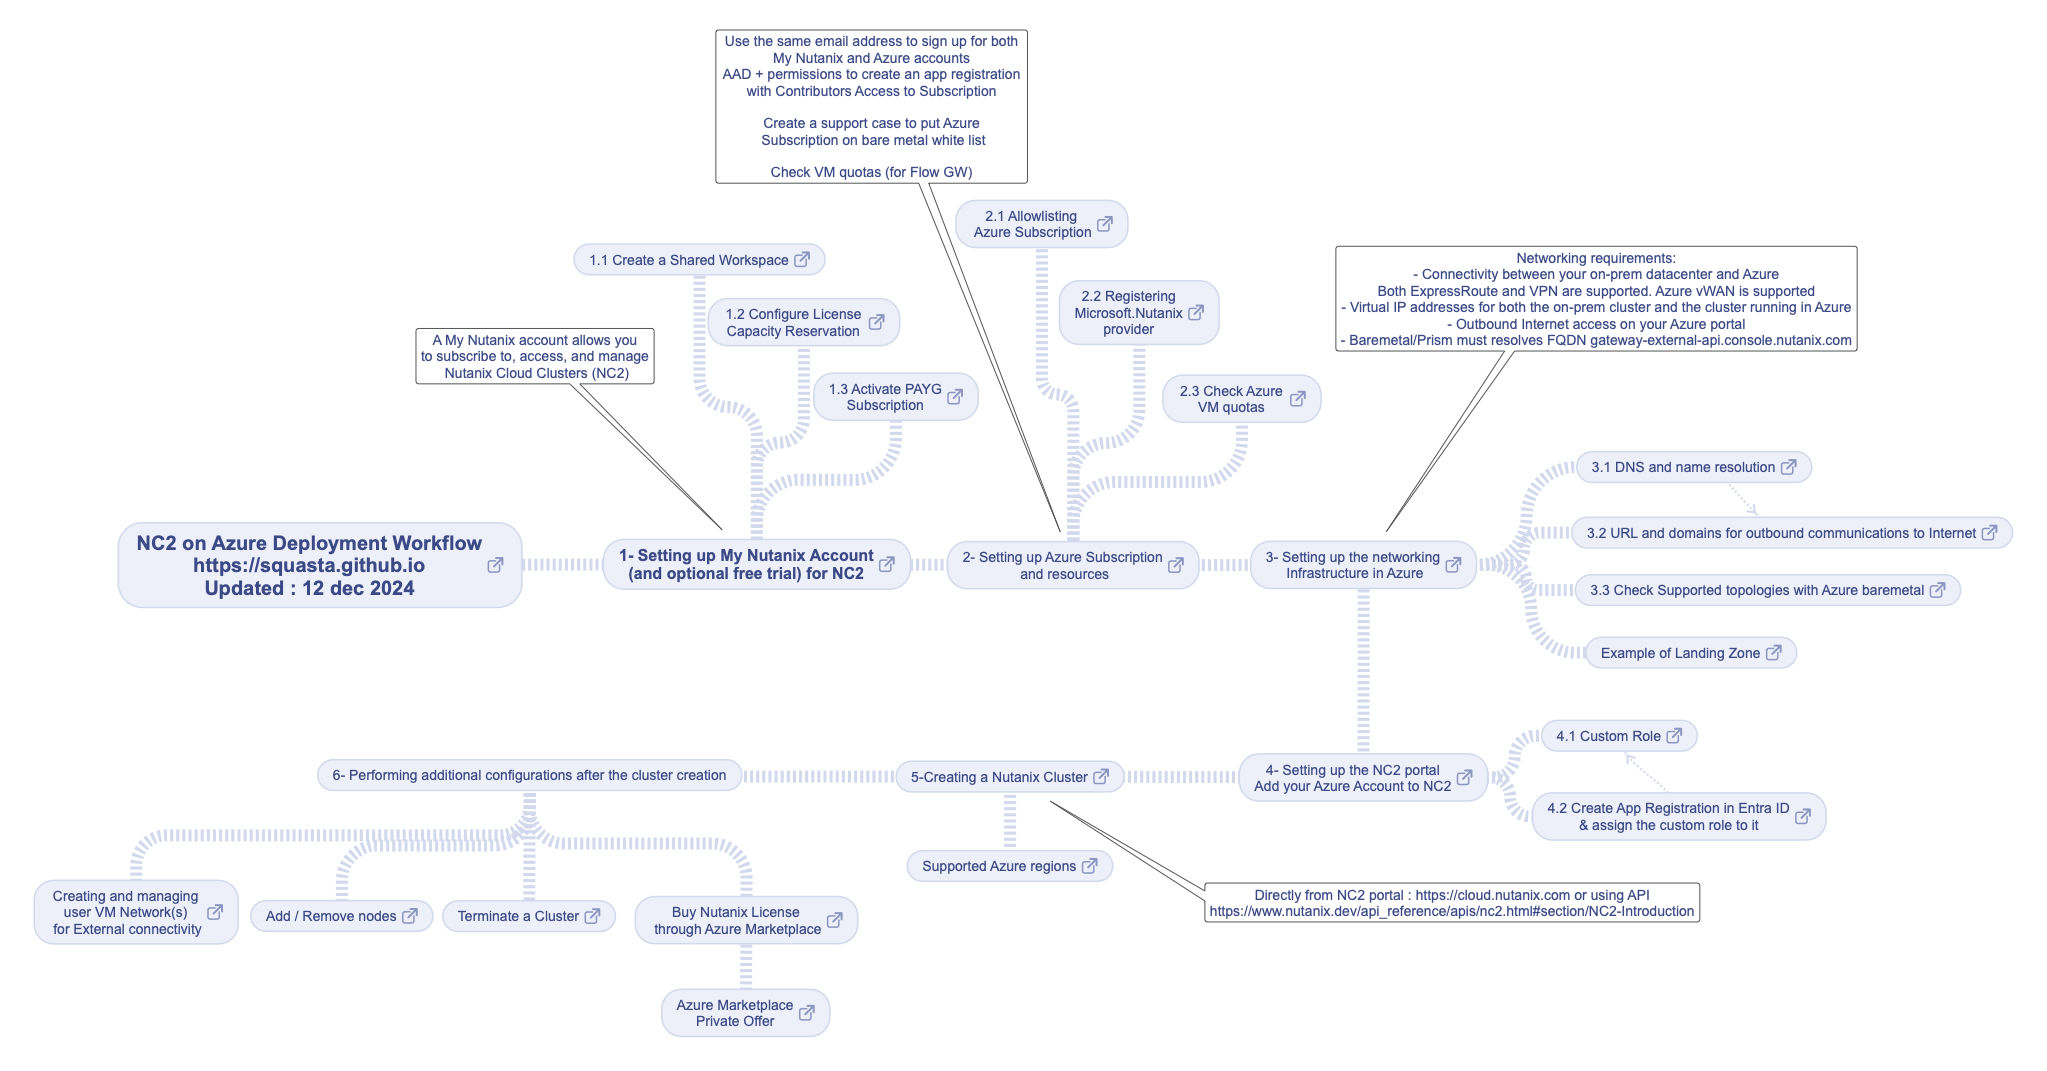 Use the same email address to sign up for both
My Nutanix and Azure accounts
AAD + permissions to create an app registration
with Contributors Access to Subscription
Create a support case to put Azure
Subscription on bare metal white list
Check VM quotas (for Flow GW)
2.1 Allowlisting
Azure Subscription
1.1 Create a Shared Workspace
2.2 Registering
Microsoft.Nutanix
provider
1.2 Configure License
Capacity Reservation
Networking requirements:
- Connectivity between your on-prem datacenter and Azure
Both ExpressRoute and VPN are supported. Azure vWAN is supported
- Virtual IP addresses for both the on-prem cluster and the cluster running in Azure
- Outbound Internet access on your Azure portal
- Baremetal/Prism must resolves FQDN gateway-external-api.console.nutanix.com
A My Nutanix account allows you
to subscribe to, access, and manage
Nutanix Cloud Clusters (NC2)
1.3 Activate PAYG
Subscription
2.3 Check Azure
VM quotas
NC2 on Azure Deployment Workflow
https://squasta.github.io
Updated : 12 dec 2024
1- Setting up My Nutanix Account
(and optional free trial) for NC2
2- Setting up Azure Subscription
and resources
3- Setting up the networking
Infrastructure in Azure
3.1 DNS and name resolution
3.2 URL and domains for outbound communications to Internet
3.3 Check Supported topologies with Azure baremetal
Example of Landing Zone
4- Setting up the NC2 portal
Add your Azure Account to NC2
4.1 Custom Role
4.2 Create App Registration in Entra ID
& assign the custom role to it
5-Creating a Nutanix Cluster
Supported Azure regions
Directly from NC2 portal : https://cloud.nutanix.com or using API
https://www.nutanix.dev/api_reference/apis/nc2.html#section/NC2-Introduction
6- Performing additional configurations after the cluster creation
Creating and managing
user VM Network(s)
for External connectivity
Add / Remove nodes
Terminate a Cluster
Buy Nutanix License
through Azure Marketplace
Azure Marketplace
Private Offer